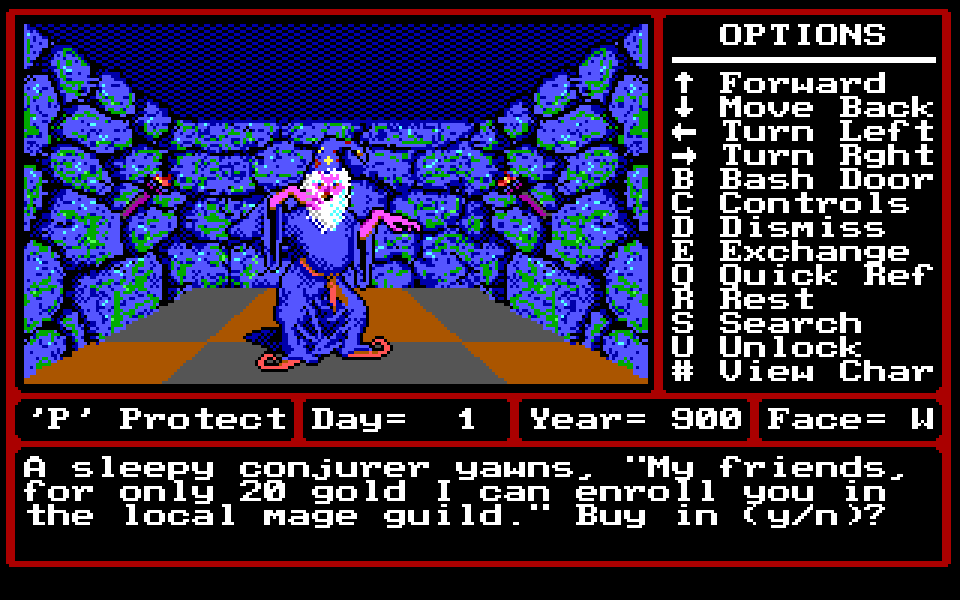 OPTIONS
↑ Forward
↓ Move Back
← Turn Left
→ Turn Rght
B Bash Door
C Controls
D Dismiss
E Exchange
Q Quick Ref
R Rest
S Search
U Unlock
# View Char
'P' Protect
Day= 1
Year= 900
Face= W
A sleepy conjurer yawns, "My friends,
for only 20 gold I can enroll you in
the local mage guild." Buy in (y/n)?